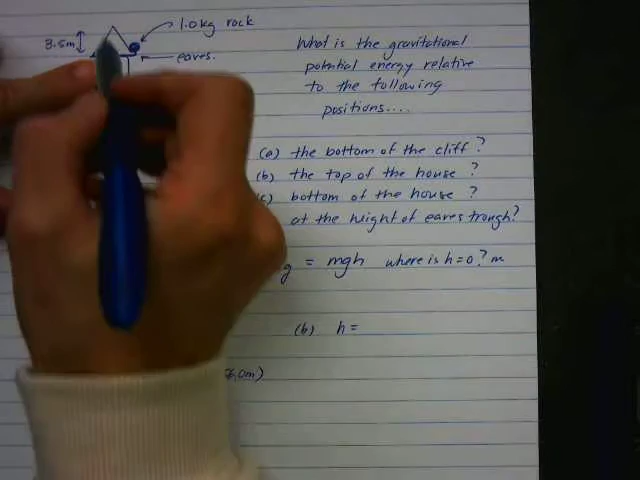 1.0kg rock
3.5m
eaves.
What is the gravitational
potential energy relative
to the following
positions....
(a) the bottom of the cliff?
(b) the top of the house?
(c) bottom of the house?
at the height of eaves trough?
g = mgh where is h=0? m
(b) h=
6.0m)